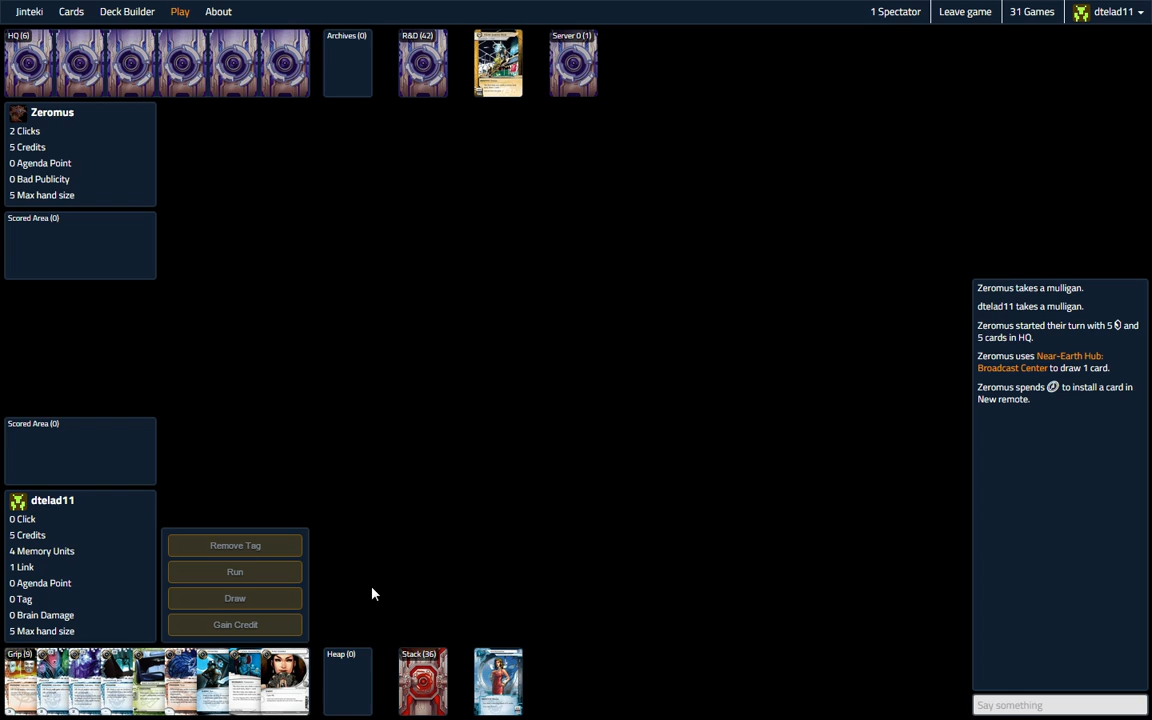 Jinteki Cards Deck Builder Play About 1 Spectator Leave game 31 Games dtelad11
HQ (6) Archives (0) R&D (42) Server 0 (1)
Zeromus
2 Clicks
5 Credits
0 Agenda Point
0 Bad Publicity
5 Max hand size
Scored Area (0)
Zeromus takes a mulligan.
dtelad11 takes a mulligan.
Zeromus started their turn with 5 and
5 cards in HQ.
Zeromus uses Near-Earth Hub:
Broadcast Center to draw 1 card.
Zeromus spends to install a card in
New remote.
Scored Area (0)
dtelad11
0 Click
5 Credits
4 Memory Units
1 Link
0 Agenda Point
0 Tag
0 Brain Damage
5 Max hand size
Remove Tag
Run
Draw
Gain Credit
Grip (9) Heap (0) Stack (36)
Say something